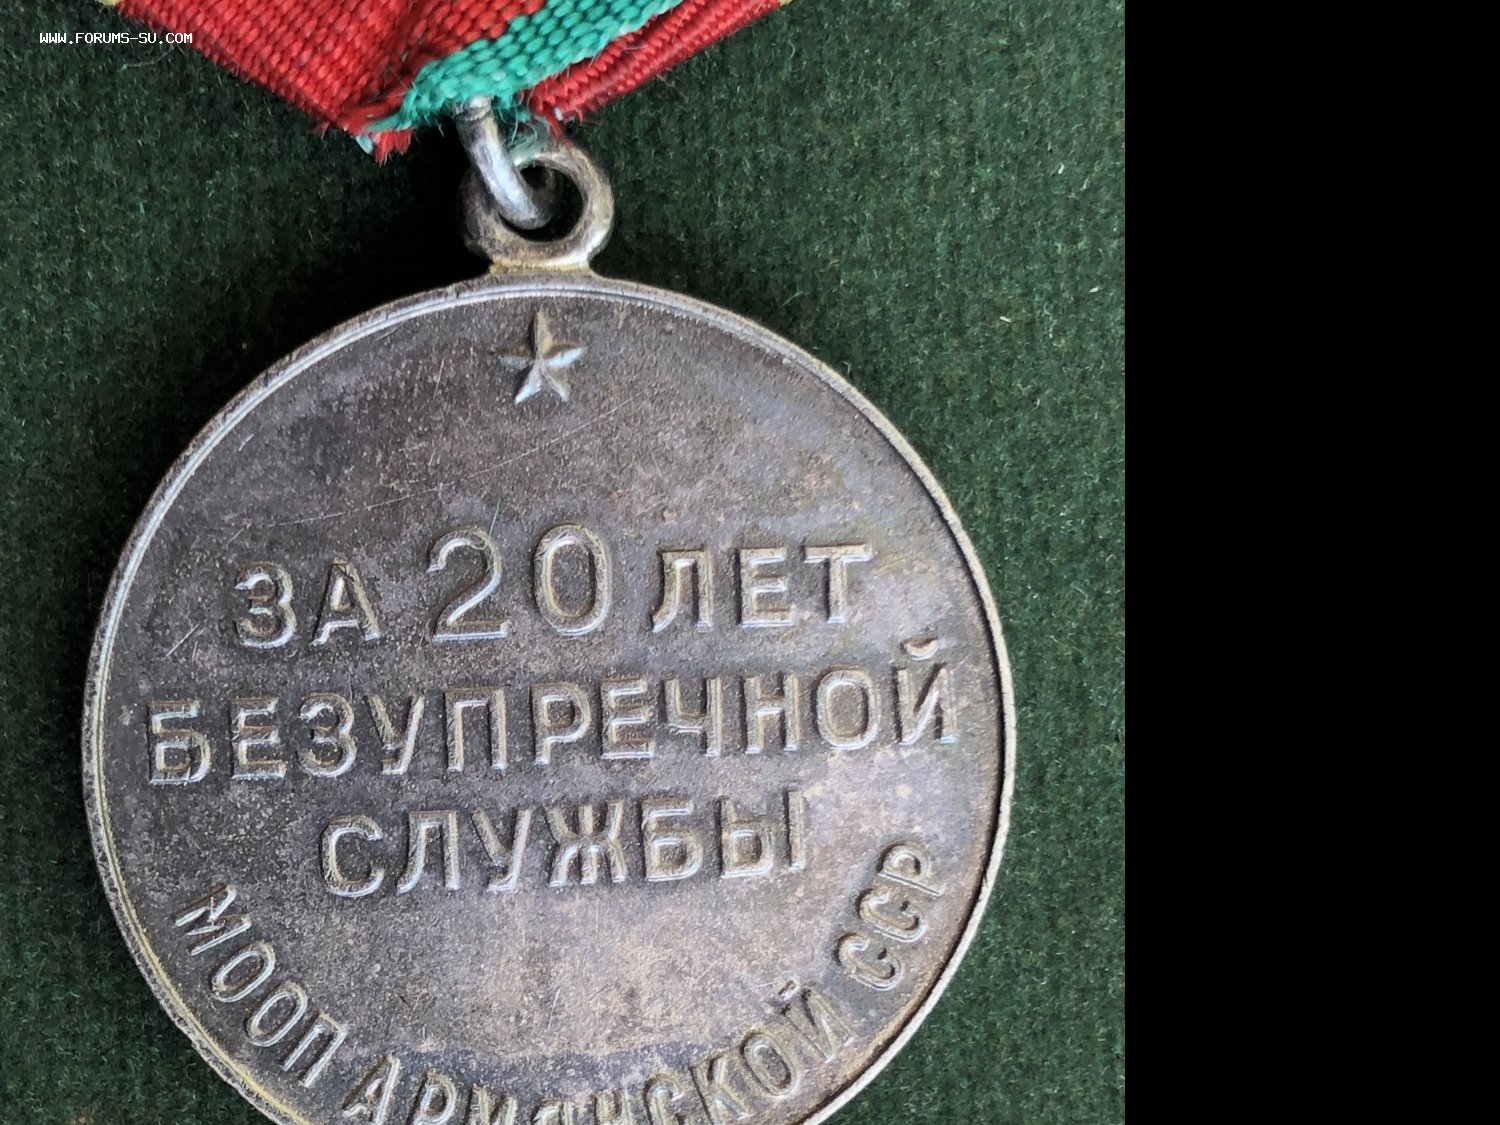 WWW.FORUMS-SU.COM
ЗА 20 ЛЕТ
БЕЗУПРЕЧНОЙ
СЛУЖБЫ
МООП АРМЯНСКОЙ ССР